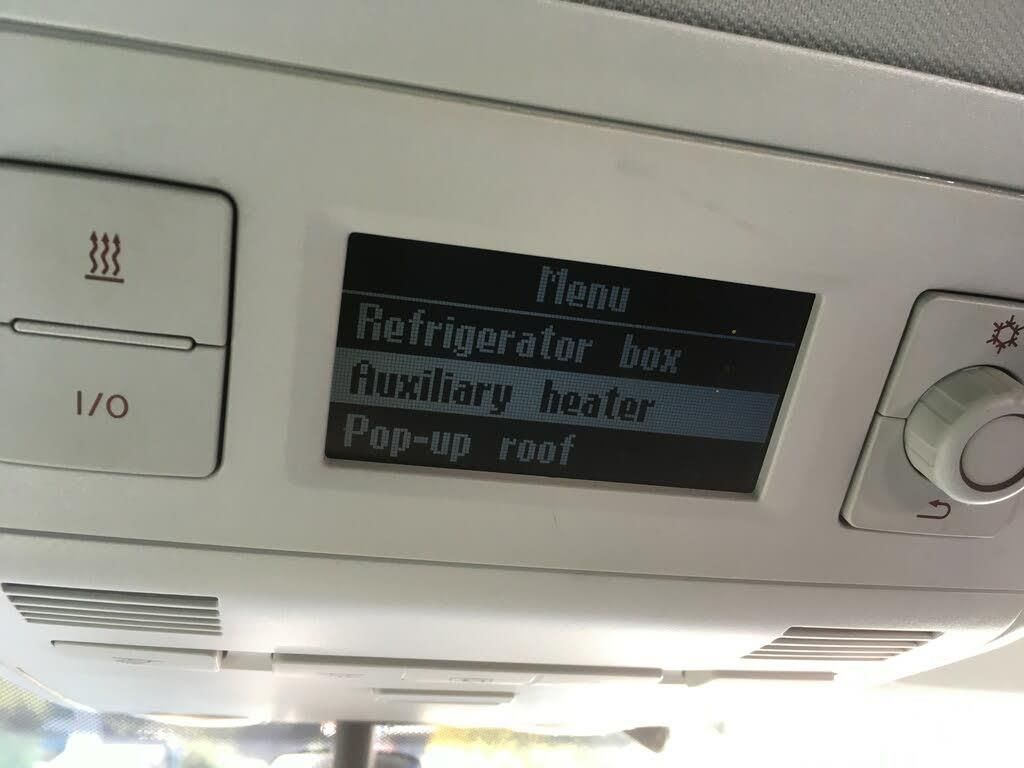 Menu
Refrigerator box
Auxiliary heater
Pop-up roof
I/O